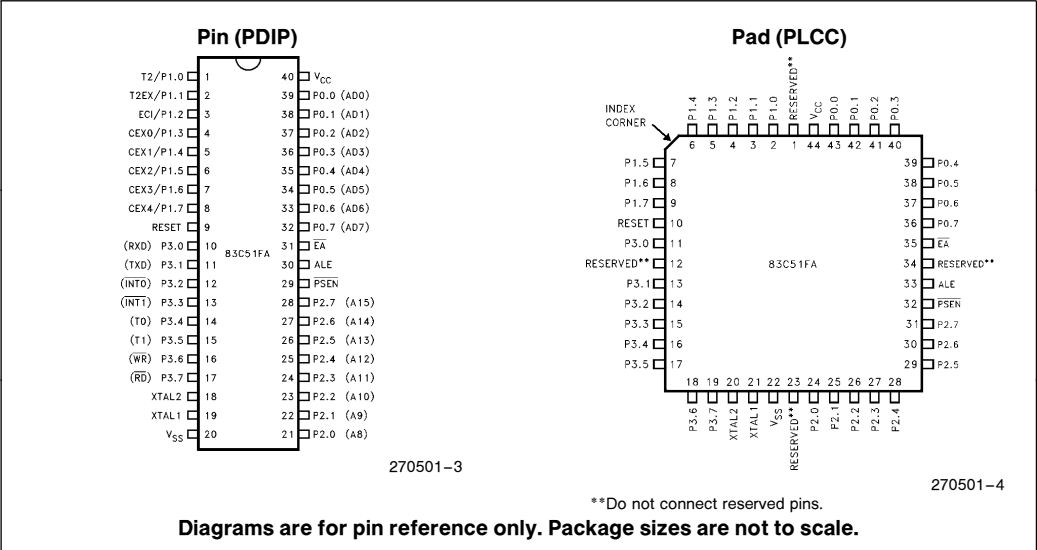 Pin (PDIP)
T2/P1.0 1
T2EX/P1.1 2
ECI/P1.2 3
CEX0/P1.3 4
CEX1/P1.4 5
CEX2/P1.5 6
CEX3/P1.6 7
CEX4/P1.7 8
RESET 9
(RXD) P3.0 10
(TXD) P3.1 11
(INT0) P3.2 12
(INT1) P3.3 13
(T0) P3.4 14
(T1) P3.5 15
(WR) P3.6 16
(RD) P3.7 17
XTAL2 18
XTAL1 19
VSS 20
83C51FA
40 VCC
39 P0.0 (AD0)
38 P0.1 (AD1)
37 P0.2 (AD2)
36 P0.3 (AD3)
35 P0.4 (AD4)
34 P0.5 (AD5)
33 P0.6 (AD6)
32 P0.7 (AD7)
31 EA
30 ALE
29 PSEN
28 P2.7 (A15)
27 P2.6 (A14)
26 P2.5 (A13)
25 P2.4 (A12)
24 P2.3 (A11)
23 P2.2 (A10)
22 P2.1 (A9)
21 P2.0 (A8)
270501–3
Pad (PLCC)
INDEX
CORNER
P1.4 P1.3 P1.2 P1.1 P1.0 RESERVED** VCC P0.0 P0.1 P0.2 P0.3
6 5 4 3 2 1 44 43 42 41 40
P1.5 7
P1.6 8
P1.7 9
RESET 10
P3.0 11
RESERVED** 12
P3.1 13
P3.2 14
P3.3 15
P3.4 16
P3.5 17
83C51FA
39 P0.4
38 P0.5
37 P0.6
36 P0.7
35 EA
34 RESERVED**
33 ALE
32 PSEN
31 P2.7
30 P2.6
29 P2.5
18 19 20 21 22 23 24 25 26 27 28
P3.6 P3.7 XTAL2 XTAL1 VSS RESERVED** P2.0 P2.1 P2.2 P2.3 P2.4
270501–4
**Do not connect reserved pins.
Diagrams are for pin reference only. Package sizes are not to scale.